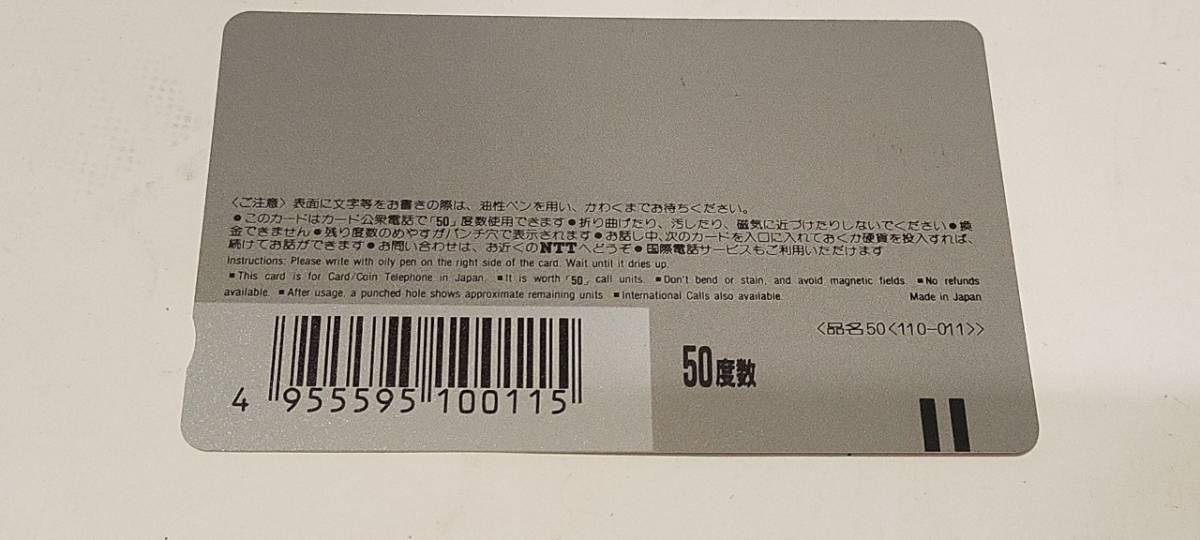 〈ご注意〉表面に文字等をお書きの際は、油性ペンを用い、かわくまでお待ちください。
●このカードはカード公衆電話で「50」度数使用できます●折り曲げたり、汚したり、磁気に近づけたりしないでください●換
金できません●残り度数のめやすがパンチ穴で表示されます●お話し中、次のカードを入口に入れておくか硬貨を投入すれば、
続けてお話ができます●お問い合わせは、お近くのNTTへどうぞ●国際電話サービスもご利用いただけます
Instructions: Please write with oily pen on the right side of the card. Wait until it dries up.
■This card is for Card/Coin Telephone in Japan. ■It is worth「50」call units. ■Don't bend or stain, and avoid magnetic fields. ■No refunds
available. ■After usage, a punched hole shows approximate remaining units. ■International Calls also available. Made in Japan
〈品名50〈110-011〉〉
50度数
4 955595 100115